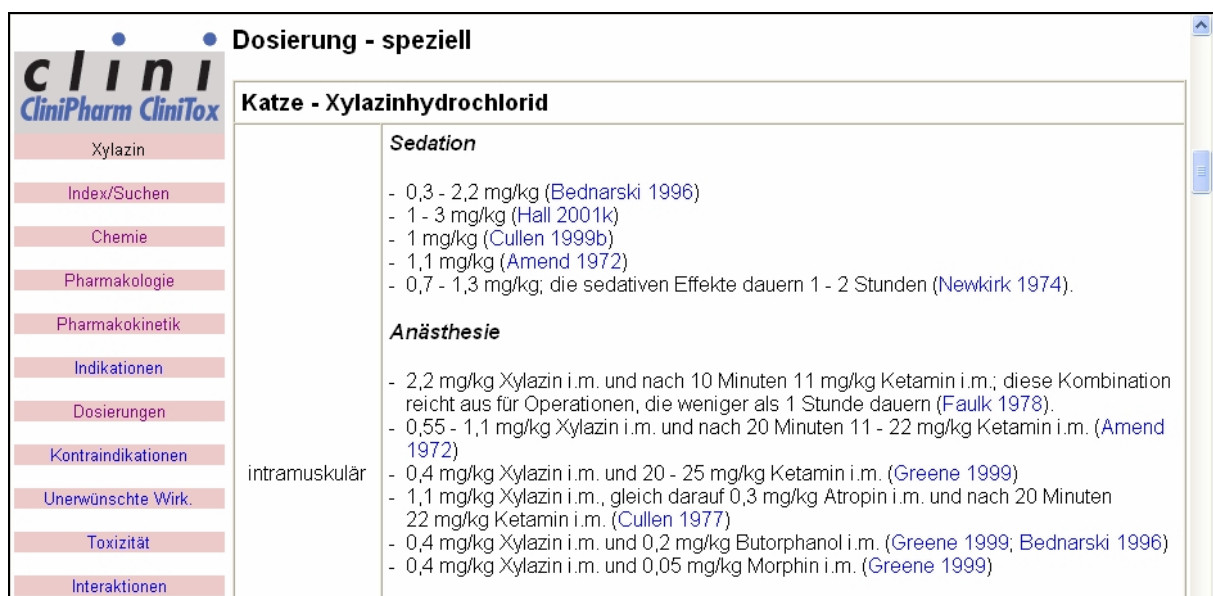 clini
CliniPharm CliniTox
Xylazin
Index/Suchen
Chemie
Pharmakologie
Pharmakokinetik
Indikationen
Dosierungen
Kontraindikationen
Unerwünschte Wirk.
Toxizität
Interaktionen
Dosierung - speziell
Katze - Xylazinhydrochlorid
intramuskulär
Sedation
- 0,3 - 2,2 mg/kg (Bednarski 1996)
- 1 - 3 mg/kg (Hall 2001k)
- 1 mg/kg (Cullen 1999b)
- 1,1 mg/kg (Amend 1972)
- 0,7 - 1,3 mg/kg; die sedativen Effekte dauern 1 - 2 Stunden (Newkirk 1974).
Anästhesie
- 2,2 mg/kg Xylazin i.m. und nach 10 Minuten 11 mg/kg Ketamin i.m.; diese Kombination
reicht aus für Operationen, die weniger als 1 Stunde dauern (Faulk 1978).
- 0,55 - 1,1 mg/kg Xylazin i.m. und nach 20 Minuten 11 - 22 mg/kg Ketamin i.m. (Amend
1972)
- 0,4 mg/kg Xylazin i.m. und 20 - 25 mg/kg Ketamin i.m. (Greene 1999)
- 1,1 mg/kg Xylazin i.m., gleich darauf 0,3 mg/kg Atropin i.m. und nach 20 Minuten
22 mg/kg Ketamin i.m. (Cullen 1977)
- 0,4 mg/kg Xylazin i.m. und 0,2 mg/kg Butorphanol i.m. (Greene 1999; Bednarski 1996)
- 0,4 mg/kg Xylazin i.m. und 0,05 mg/kg Morphin i.m. (Greene 1999)